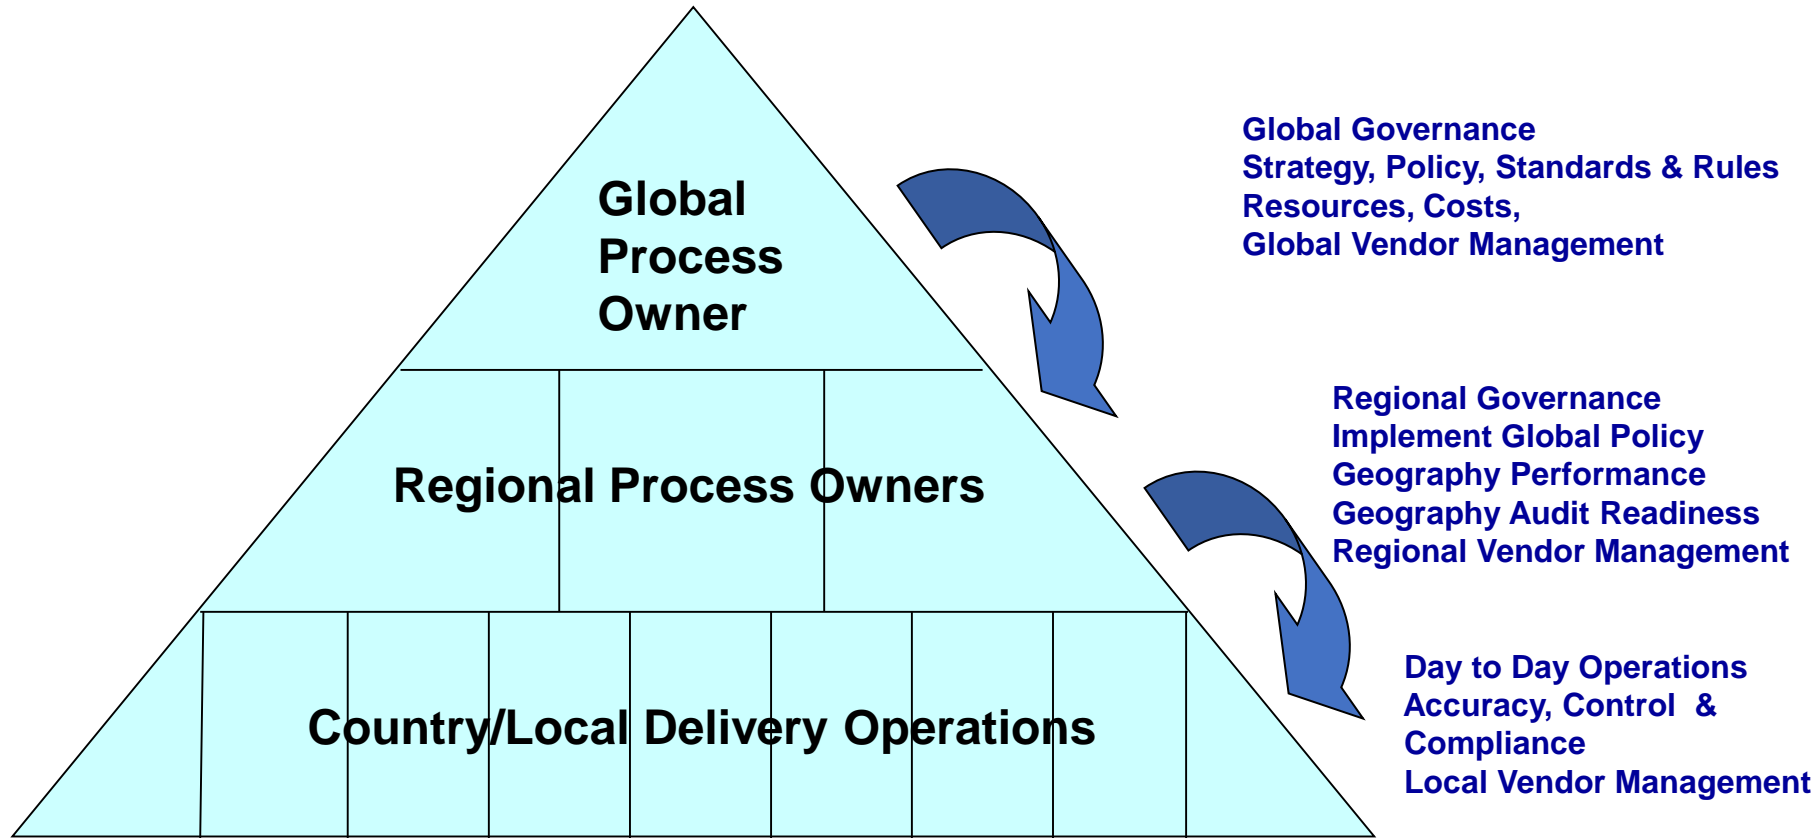 Global
Process
Owner
Global Governance
Strategy, Policy, Standards & Rules
Resources, Costs,
Global Vendor Management
Regional Process Owners
Regional Governance
Implement Global Policy
Geography Performance
Geography Audit Readiness
Regional Vendor Management
Country/Local Delivery Operations
Day to Day Operations
Accuracy, Control  &
Compliance
Local Vendor Management